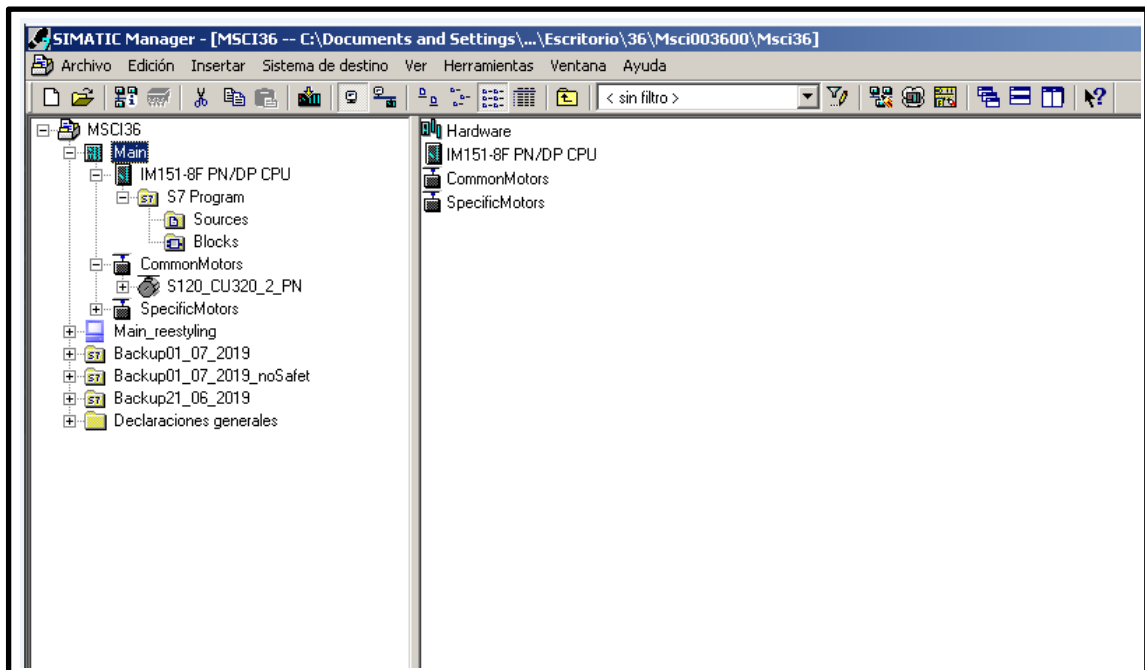 SIMATIC Manager - [MSCI36 -- C:\Documents and Settings\...\Escritorio\36\Msci003600\Msci36]
Archivo Edición Insertar Sistema de destino Ver Herramientas Ventana Ayuda
< sin filtro >
MSCI36
Main
IM151-8F PN/DP CPU
S7 Program
Sources
Blocks
CommonMotors
S120_CU320_2_PN
SpecificMotors
Main_reestyling
Backup01_07_2019
Backup01_07_2019_noSafet
Backup21_06_2019
Declaraciones generales
Hardware
IM151-8F PN/DP CPU
CommonMotors
SpecificMotors